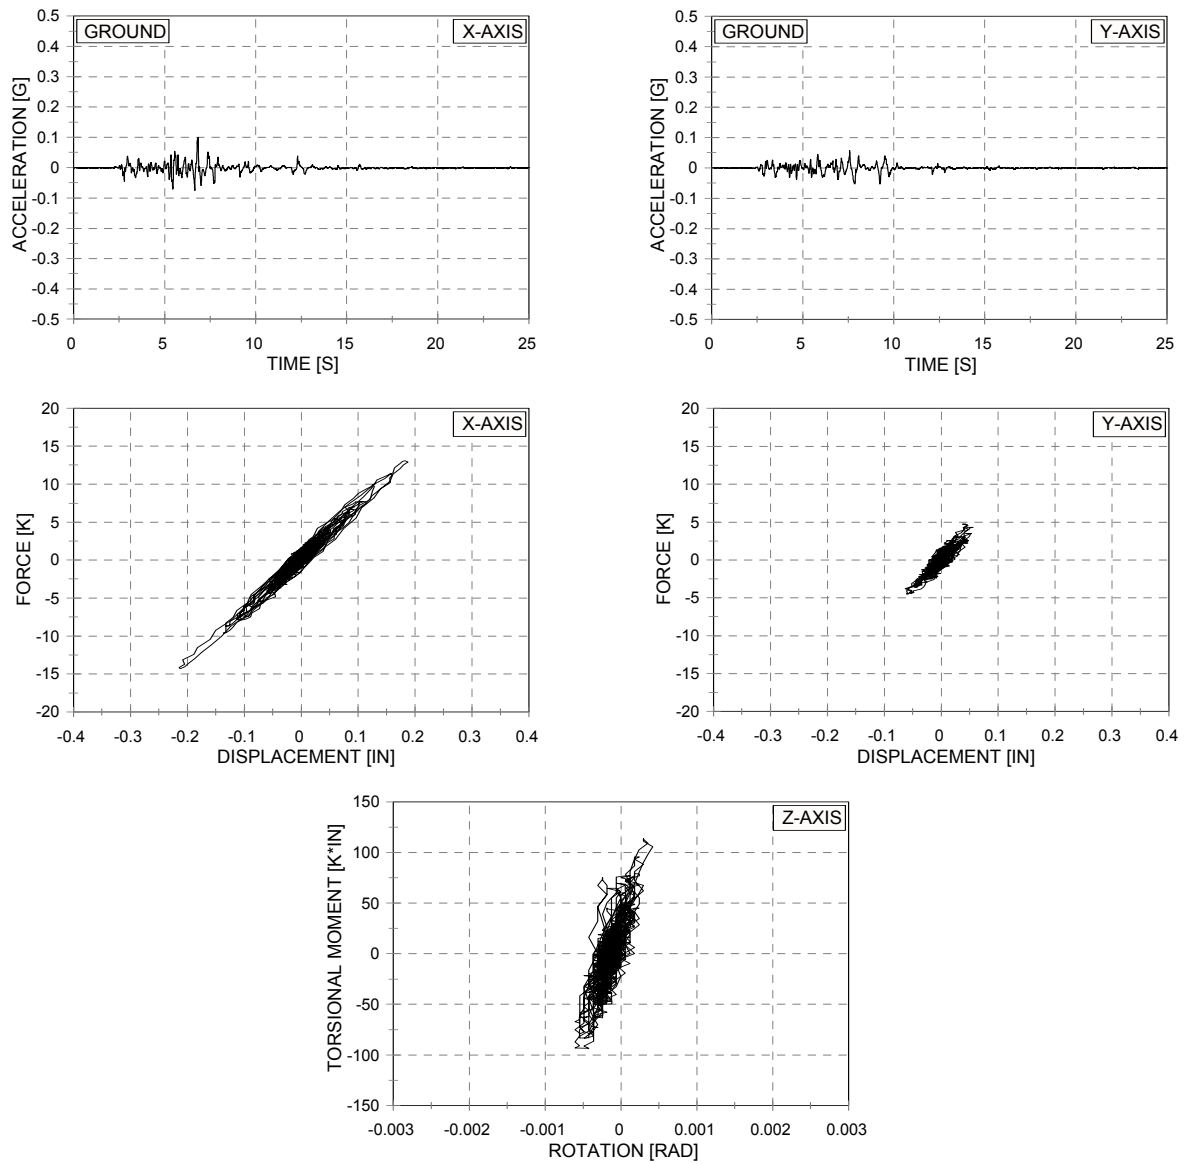 GROUND
X-AXIS
ACCELERATION [G]
0.5
0.4
0.3
0.2
0.1
0
-0.1
-0.2
-0.3
-0.4
-0.5
0 5 10 15 20 25
TIME [S]
GROUND
Y-AXIS
ACCELERATION [G]
0.5
0.4
0.3
0.2
0.1
0
-0.1
-0.2
-0.3
-0.4
-0.5
0 5 10 15 20 25
TIME [S]
X-AXIS
FORCE [K]
20
15
10
5
0
-5
-10
-15
-20
-0.4 -0.3 -0.2 -0.1 0 0.1 0.2 0.3 0.4
DISPLACEMENT [IN]
Y-AXIS
FORCE [K]
20
15
10
5
0
-5
-10
-15
-20
-0.4 -0.3 -0.2 -0.1 0 0.1 0.2 0.3 0.4
DISPLACEMENT [IN]
Z-AXIS
TORSIONAL MOMENT [K*IN]
150
100
50
0
-50
-100
-150
-0.003 -0.002 -0.001 0 0.001 0.002 0.003
ROTATION [RAD]